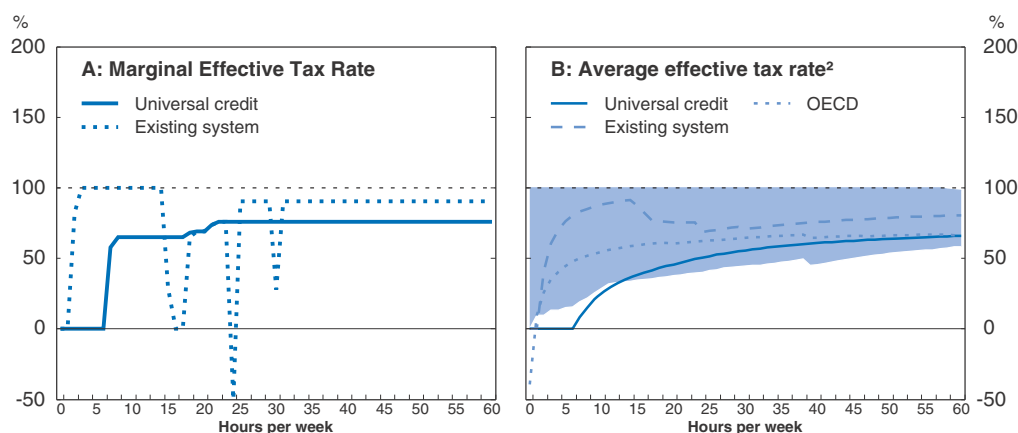 % %
200 200
A: Marginal Effective Tax Rate
Universal credit
Existing system
B: Average effective tax rate²
Universal credit OECD
Existing system
150 150
100 100
50 50
0 0
-50 -50
0 5 10 15 20 25 30 35 40 45 50 55 60
Hours per week
0 5 10 15 20 25 30 35 40 45 50 55 60
Hours per week